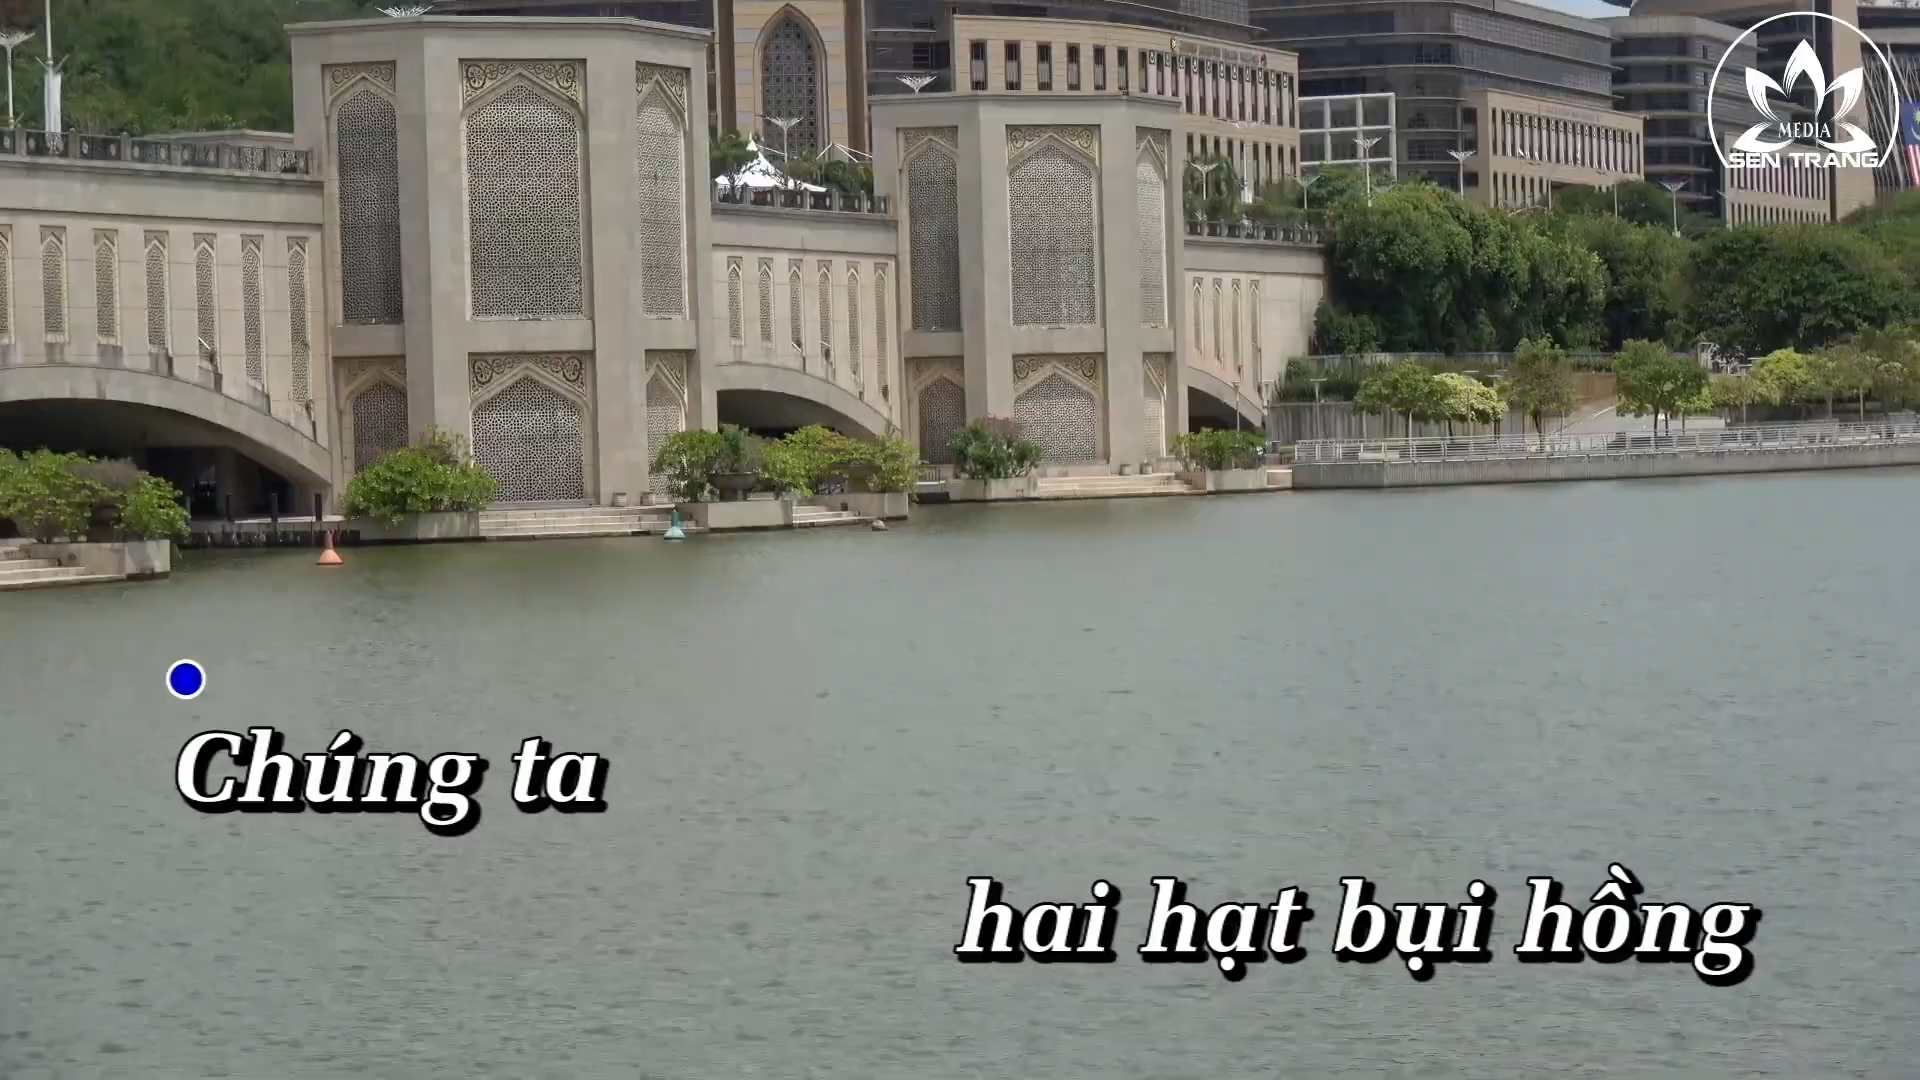 MEDIA
SEN TRANG
Chúng ta
hai hạt bụi hồng